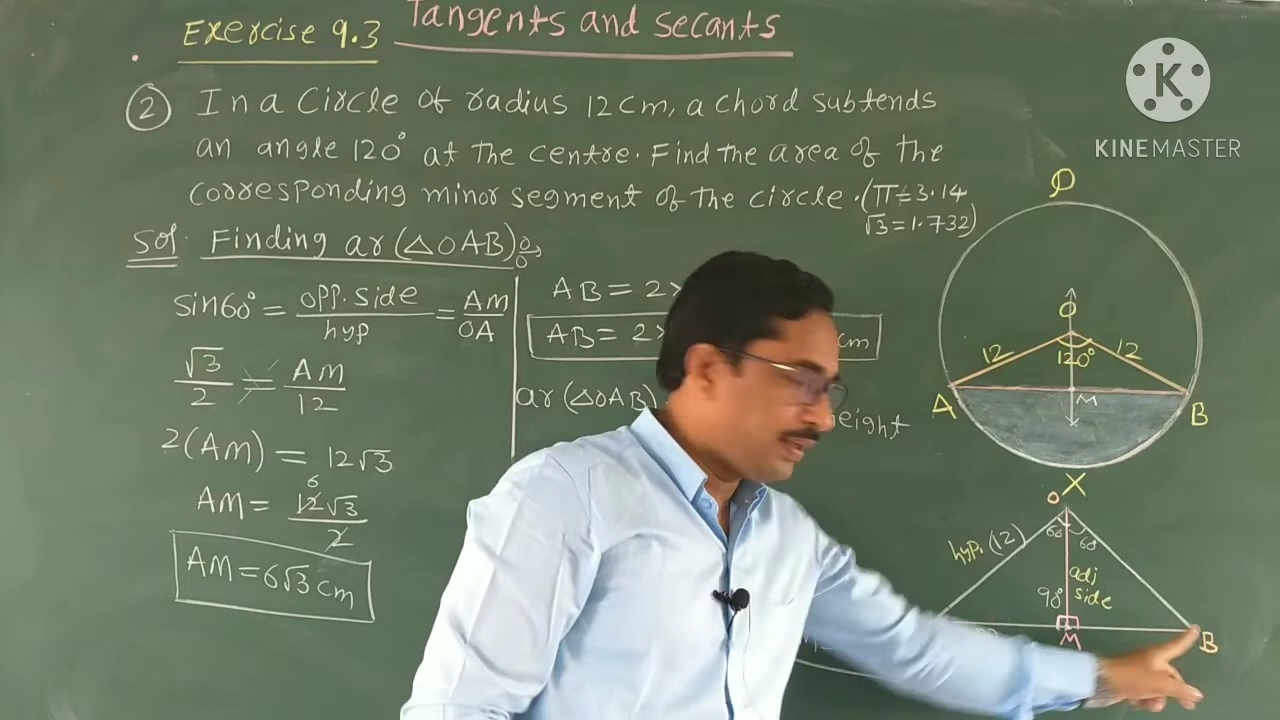 Exercise 9.3 Tangents and secants
② In a Circle of radius 12cm, a chord subtends
an angle 120° at the centre. Find the area of the
corresponding minor segment of the circle. (π=3.14
√3=1.732)
Sol. Finding ar(△OAB):
sin60° = opp. side/hyp = AM/OA
√3/2 = AM/12
2(AM) = 12√3
AM = 12√3/2
6
AM = 6√3 cm
AB = 2×
AB = 2× cm
ar(△OAB)
eight
KINEMASTER
K
O
12 12
120°
A M B
X
O
hyp. (12)
60 60
adj
side
90°
M B